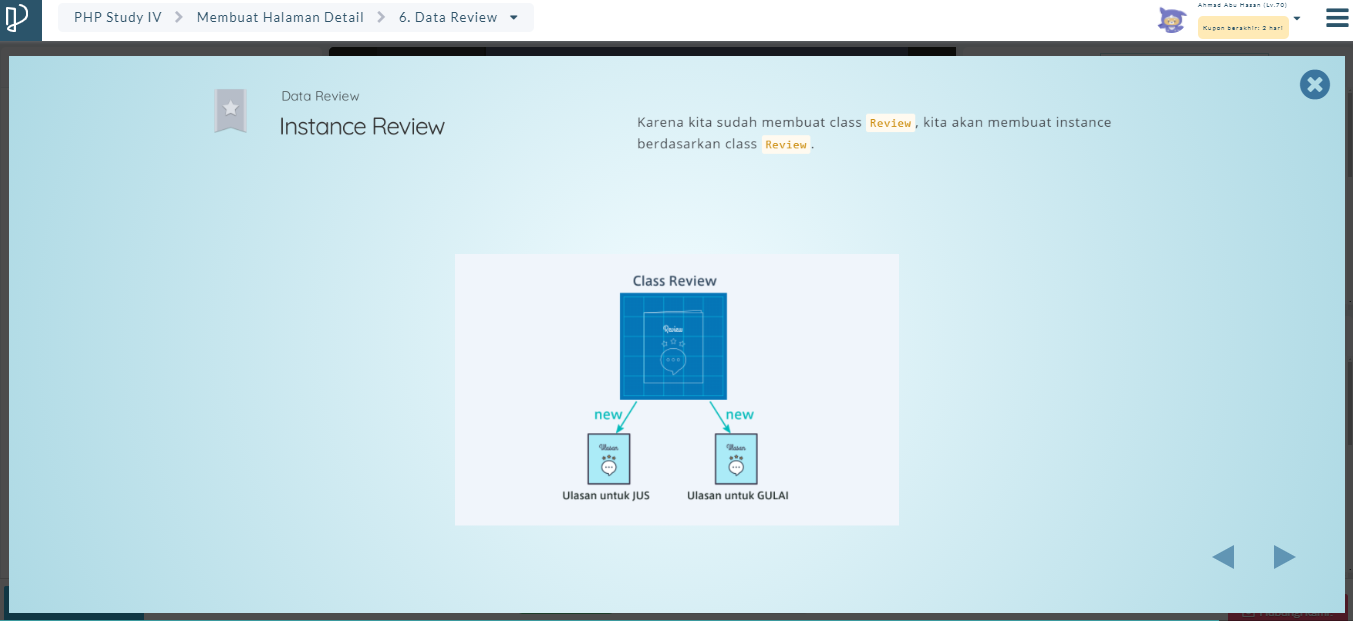 PHP Study IV > Membuat Halaman Detail > 6. Data Review
Ahmad Abu Hasan (Lv.70)
Kupon berakhir: 2 hari
Data Review
Instance Review
Karena kita sudah membuat class Review, kita akan membuat instance
berdasarkan class Review.
Class Review
Review
new new
Ulasan Ulasan
Ulasan untuk JUS Ulasan untuk GULAI